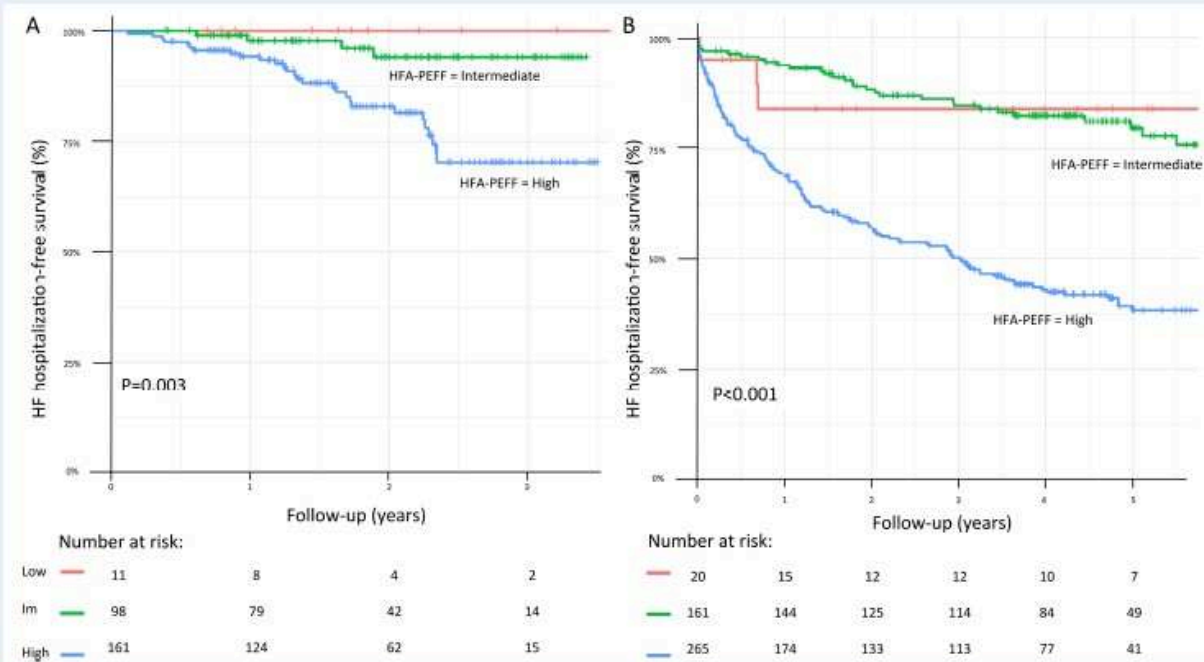 A
HF hospitalization-free survival (%)
100%
75%
50%
25%
0%
HFA-PEFF = Intermediate
HFA-PEFF = High
P=0.003
0 1 2 3
Follow-up (years)
Number at risk:
Low 11 8 4 2
Im 98 79 42 14
High 161 124 62 15
B
HF hospitalization-free survival (%)
100%
75%
50%
25%
0%
HFA-PEFF = Intermediate
HFA-PEFF = High
P<0.001
0 1 2 3 4 5
Follow-up (years)
Number at risk:
20 15 12 12 10 7
161 144 125 114 84 49
265 174 133 113 77 41